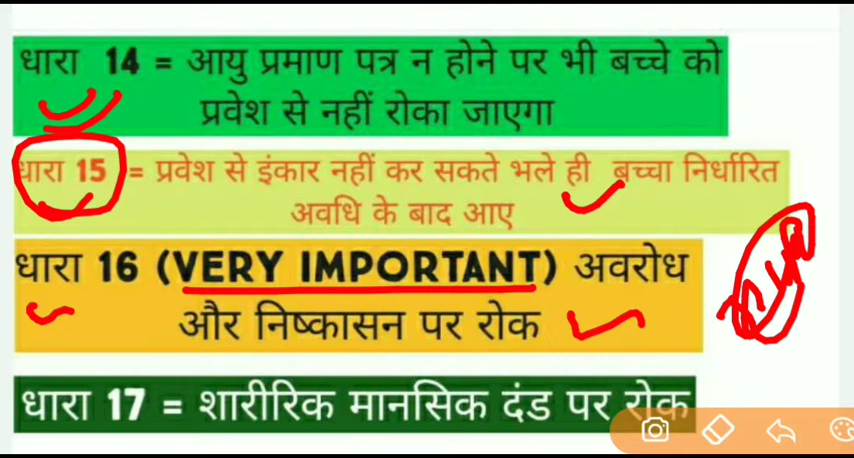 धारा 14 = आयु प्रमाण पत्र न होने पर भी बच्चे को
प्रवेश से नहीं रोका जाएगा
धारा 15 = प्रवेश से इंकार नहीं कर सकते भले ही बच्चा निर्धारित
अवधि के बाद आए
धारा 16 (VERY IMPORTANT) अवरोध
और निष्कासन पर रोक
धारा 17 = शारीरिक मानसिक दंड पर रोक